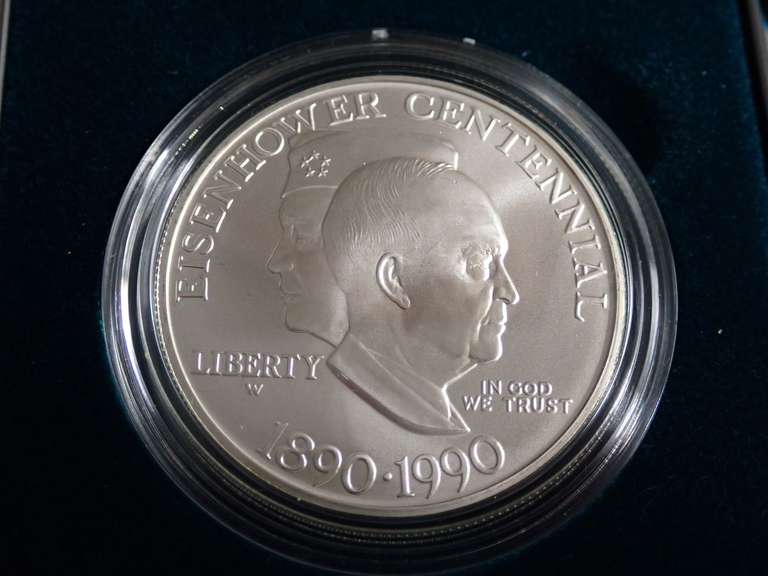 EISENHOWER CENTENNIAL
LIBERTY
W
IN GOD
WE TRUST
1890·1990